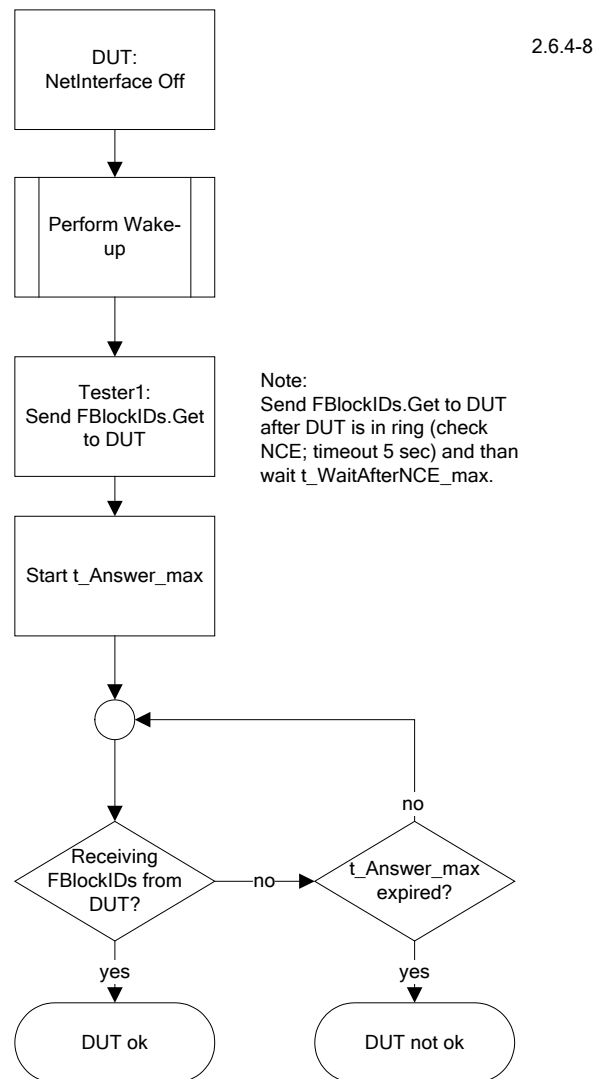 2.6.4-8
DUT:
NetInterface Off
Perform Wake-
up
Tester1:
Send FBlockIDs.Get
to DUT
Note:
Send FBlockIDs.Get to DUT
after DUT is in ring (check
NCE; timeout 5 sec) and than
wait t_WaitAfterNCE_max.
Start t_Answer_max
Receiving
FBlockIDs from
DUT?
no
t_Answer_max
expired?
no
yes
yes
DUT ok
DUT not ok